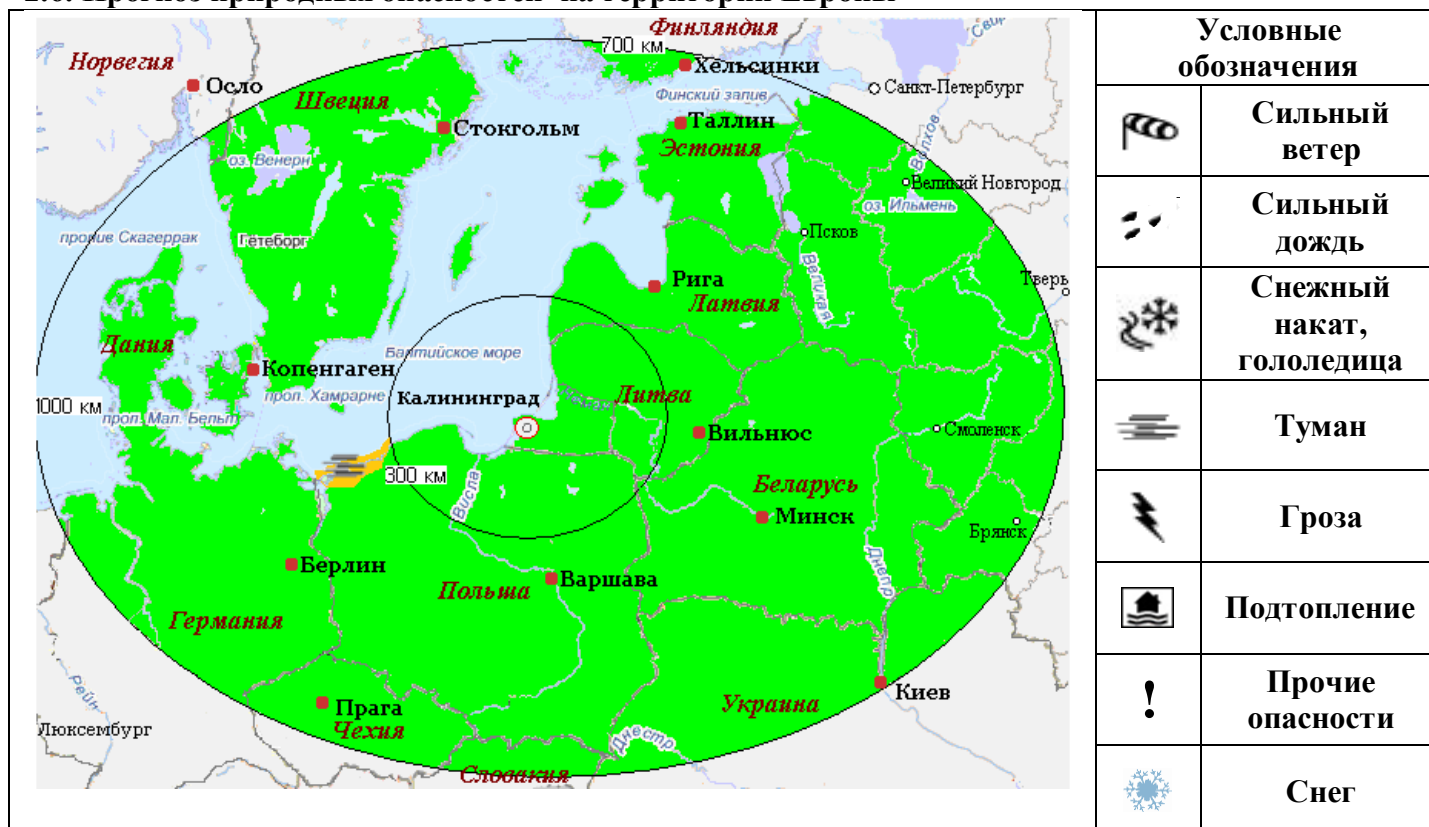 Финляндия
700 км
Норвегия
Хельсинки
Осло
Санкт-Петербург
Швеция
Финский залив
Стокгольм
Таллин
Эстония
Волхов
оз. Венерн
Великий Новгород
оз. Ильмень
пролив Скагеррак
Гётеборг
Псков
Великая
Рига
Тверь
Латвия
Дания
Балтийское море
Копенгаген
прол. Хамрарне
Калининград
Литва
1000 км
прол. Мал. Бельт
Вильнюс
Смоленск
300 км
Висла
Беларусь
Минск
Брянск
Днепр
Берлин
Польша
Варшава
Германия
Рейн
Прага
Чехия
Украина
Киев
Люксембург
Днестр
Словакия
Условные
обозначения
Сильный
ветер
Сильный
дождь
Снежный
накат,
гололедица
Туман
Гроза
Подтопление
!
Прочие
опасности
Снег